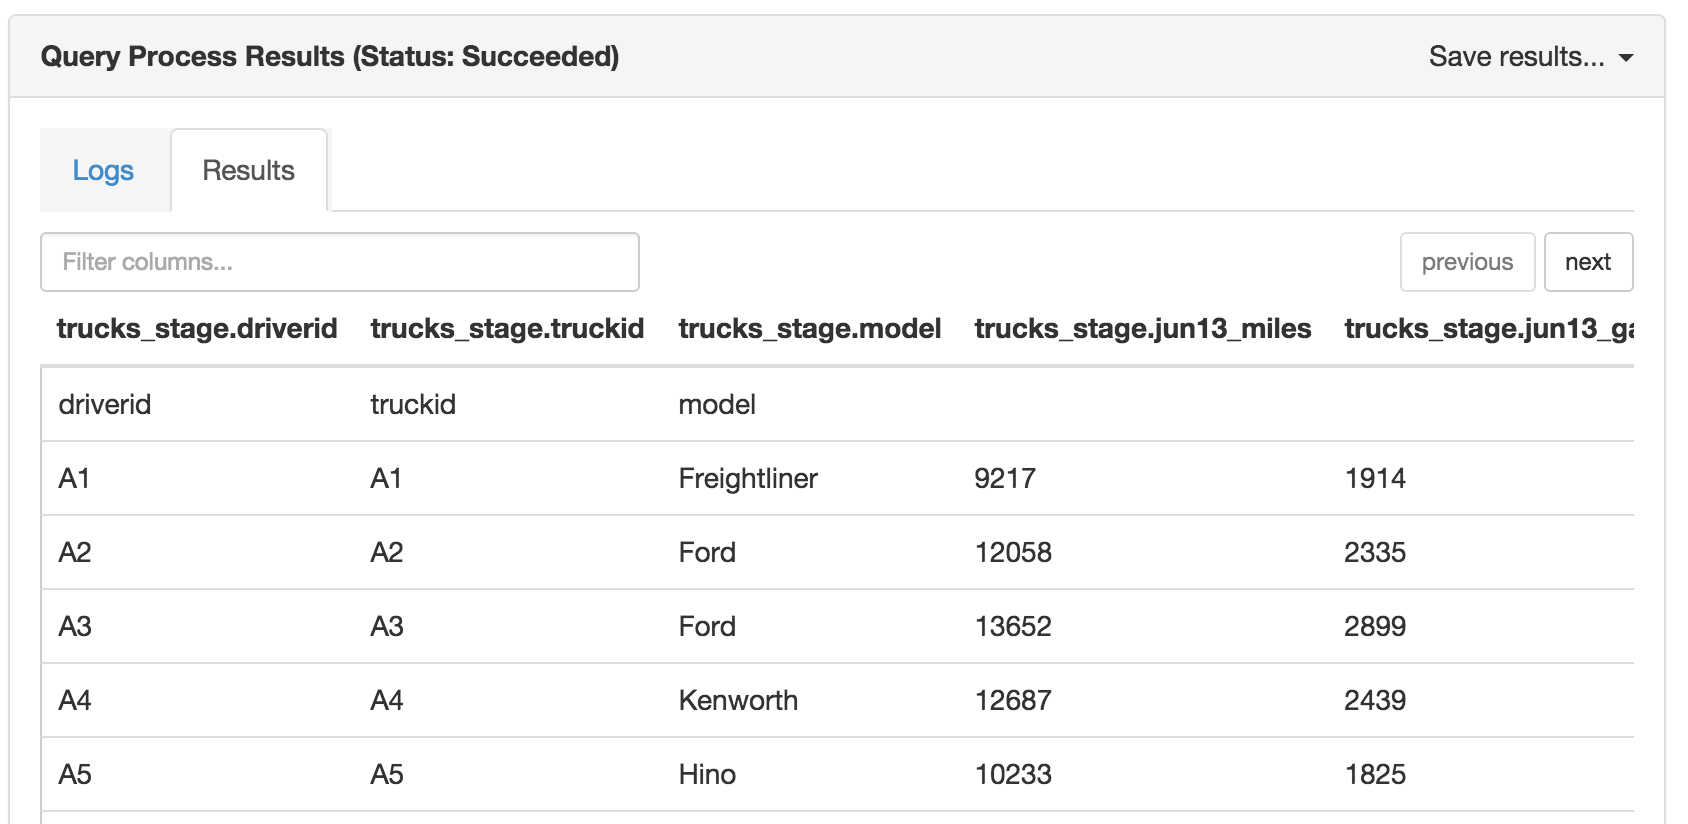 Query Process Results (Status: Succeeded) Save results...
Logs Results
Filter columns... previous next
trucks_stage.driverid trucks_stage.truckid trucks_stage.model trucks_stage.jun13_miles trucks_stage.jun13_ga
driverid truckid model
A1 A1 Freightliner 9217 1914
A2 A2 Ford 12058 2335
A3 A3 Ford 13652 2899
A4 A4 Kenworth 12687 2439
A5 A5 Hino 10233 1825